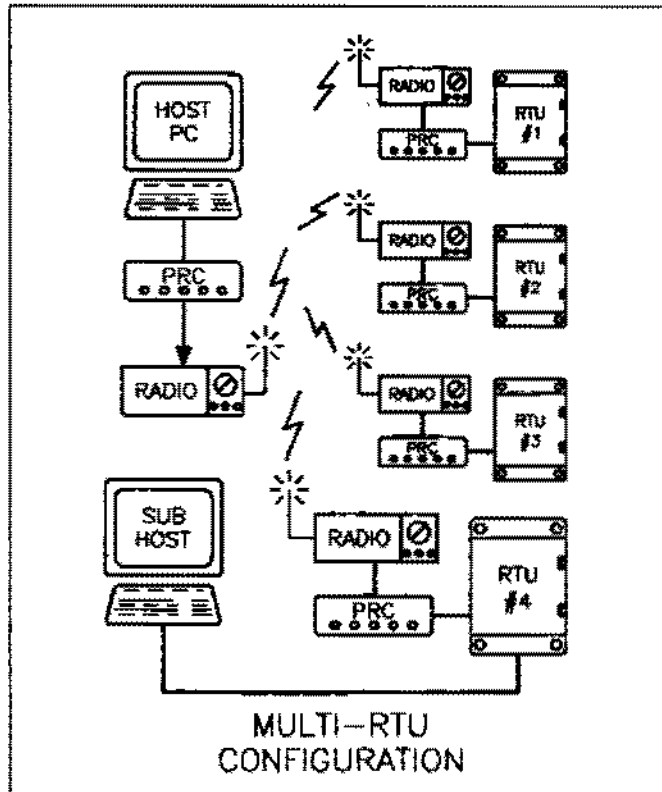 HOST
PC
PRC
RADIO
RADIO
PRC
RTU
#1
RADIO
PRC
RTU
#2
RADIO
PRC
RTU
#3
SUB
HOST
RADIO
PRC
RTU
#4
MULTI-RTU
CONFIGURATION